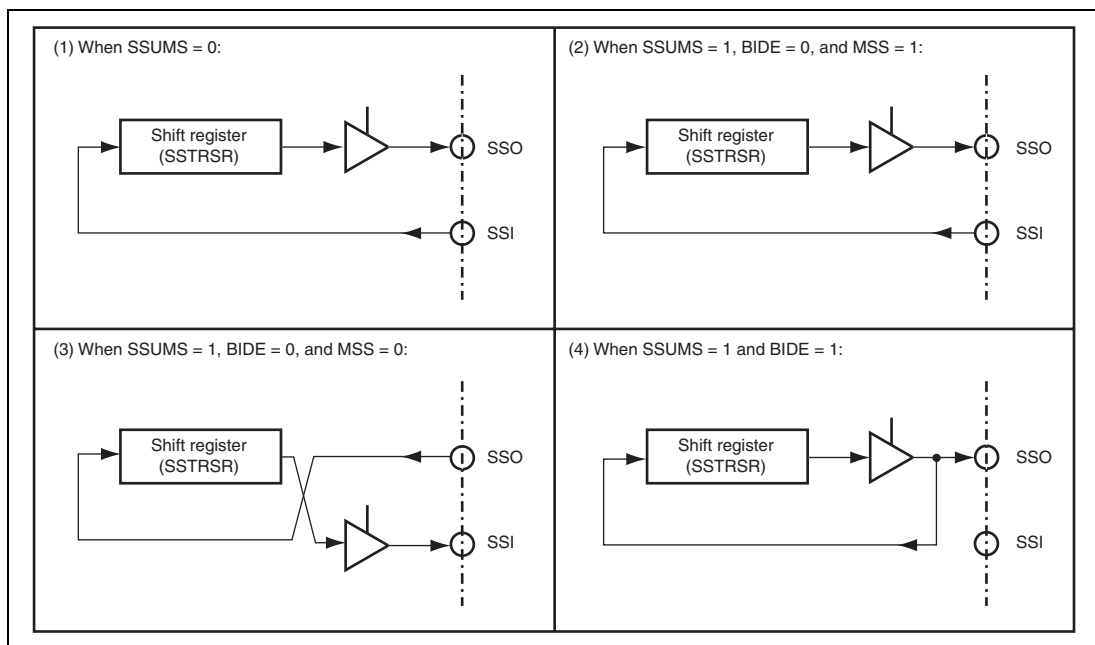 (1) When SSUMS = 0:
Shift register
(SSTRSR)
SSO
SSI
(2) When SSUMS = 1, BIDE = 0, and MSS = 1:
Shift register
(SSTRSR)
SSO
SSI
(3) When SSUMS = 1, BIDE = 0, and MSS = 0:
Shift register
(SSTRSR)
SSO
SSI
(4) When SSUMS = 1 and BIDE = 1:
Shift register
(SSTRSR)
SSO
SSI